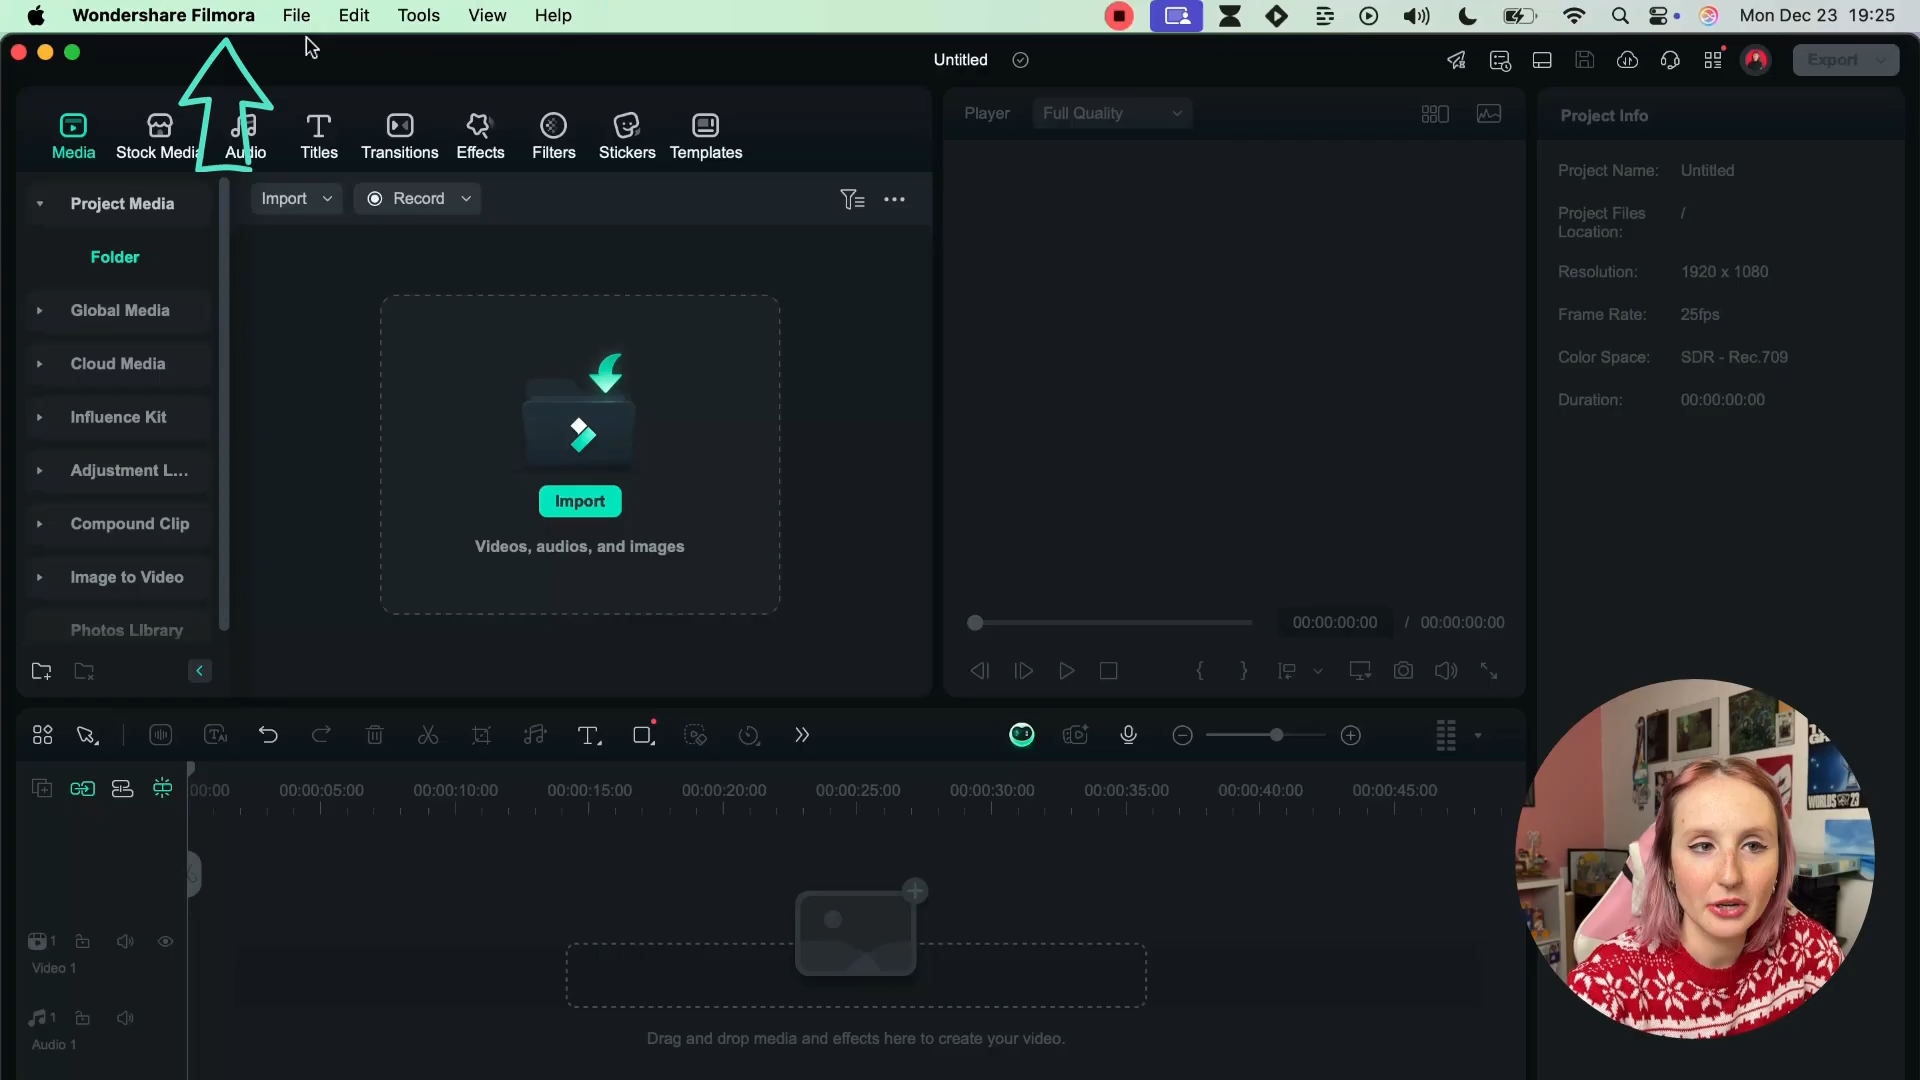 Wondershare Filmora File Edit Tools View Help Mon Dec 23 19:25
Untitled
Export
Media
Stock Media
Audio
Titles
Transitions
Effects
Filters
Stickers
Templates
Player
Full Quality
Project Info
Import
Record
Project Media
Folder
Global Media
Cloud Media
Influence Kit
Adjustment L...
Compound Clip
Image to Video
Photos Library
Import
Videos, audios, and images
Project Name: Untitled
Project Files Location: /
Resolution: 1920 x 1080
Frame Rate: 25fps
Color Space: SDR - Rec.709
Duration: 00:00:00:00
00:00:00:00 / 00:00:00:00
00:00 00:00:05:00 00:00:10:00 00:00:15:00 00:00:20:00 00:00:25:00 00:00:30:00 00:00:35:00 00:00:40:00 00:00:45:00
1
Video 1
1
Audio 1
Drag and drop media and effects here to create your video.
WORLDS 23